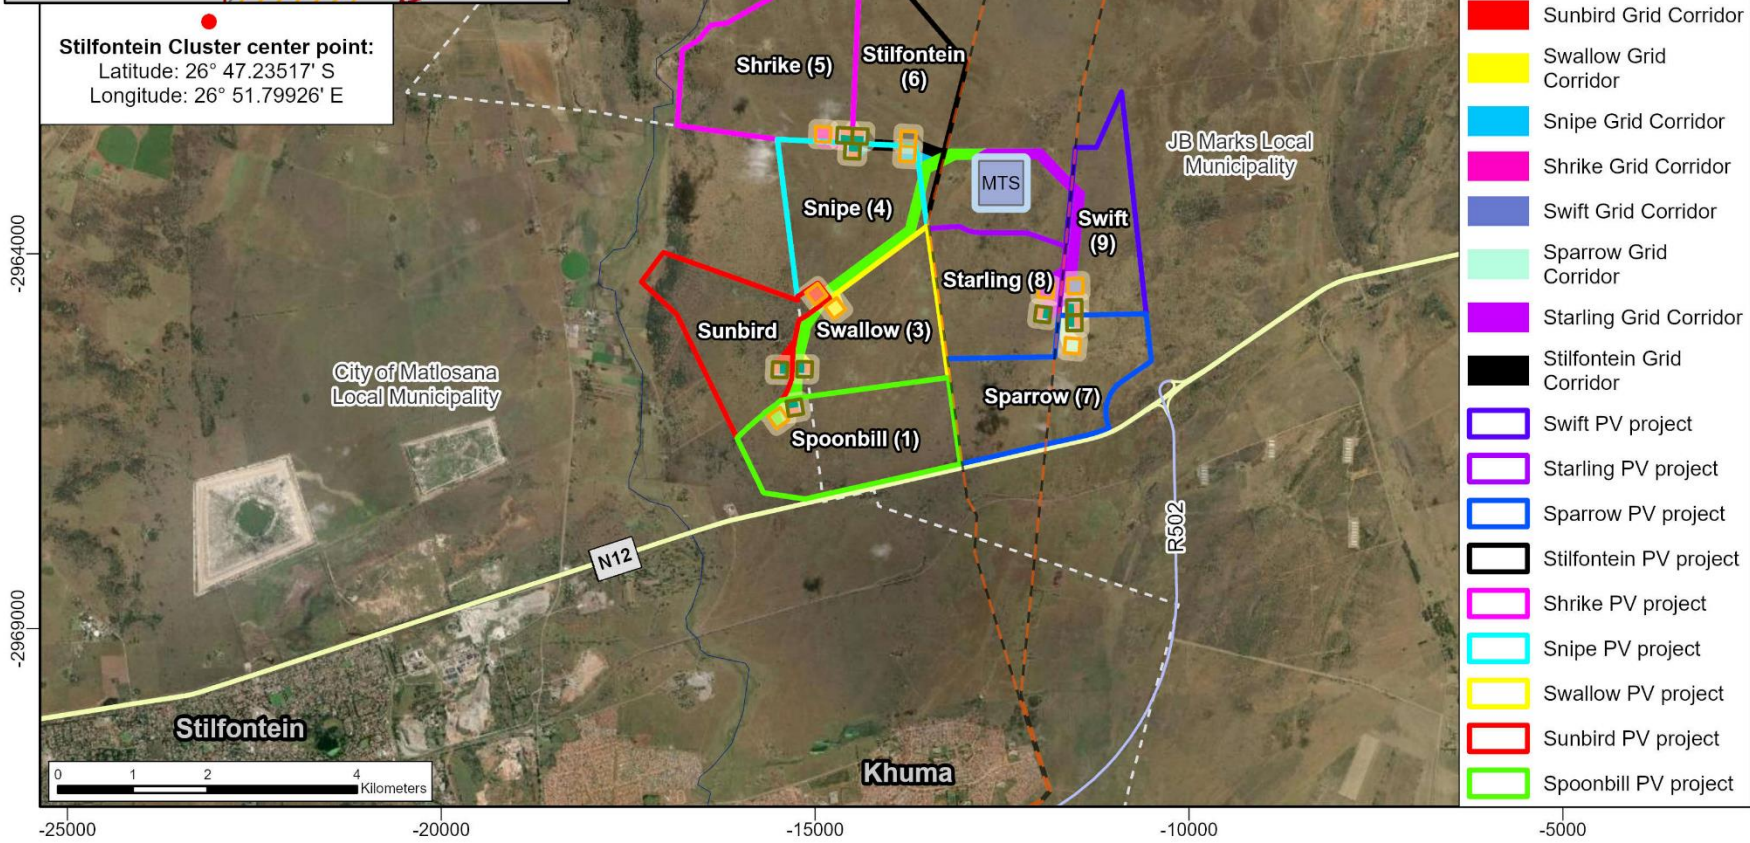 Stilfontein Cluster center point:
Latitude: 26° 47.23517' S
Longitude: 26° 51.79926' E
Shrike (5)
Stilfontein
(6)
JB Marks Local
Municipality
MTS
Snipe (4)
Swift
(9)
Starling (8)
Sunbird
Swallow (3)
City of Matlosana
Local Municipality
Sparrow (7)
Spoonbill (1)
N12
R502
Stilfontein
Khuma
0 1 2 4
Kilometers
-2964000
-2969000
-25000 -20000 -15000 -10000 -5000
Sunbird Grid Corridor
Swallow Grid
Corridor
Snipe Grid Corridor
Shrike Grid Corridor
Swift Grid Corridor
Sparrow Grid
Corridor
Starling Grid Corridor
Stilfontein Grid
Corridor
Swift PV project
Starling PV project
Sparrow PV project
Stilfontein PV project
Shrike PV project
Snipe PV project
Swallow PV project
Sunbird PV project
Spoonbill PV project